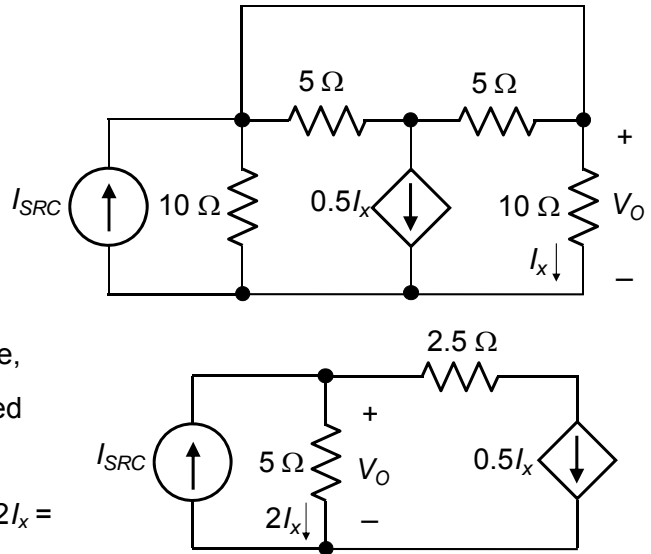 5 Ω 5 Ω
+
I_SRC 10 Ω 0.5I_x 10 Ω V_O
I_x
–
e,
2.5 Ω
ed
+
I_SRC 5 Ω V_O 0.5I_x
2I_x =
2I_x –